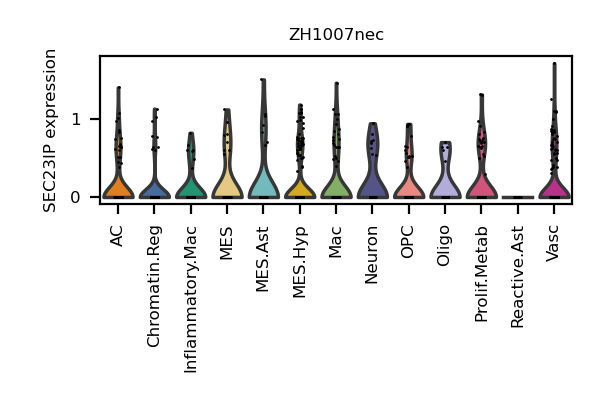 ZH1007nec
SEC23IP expression
1
0
AC
Chromatin.Reg
Inflammatory.Mac
MES
MES.Ast
MES.Hyp
Mac
Neuron
OPC
Oligo
Prolif.Metab
Reactive.Ast
Vasc